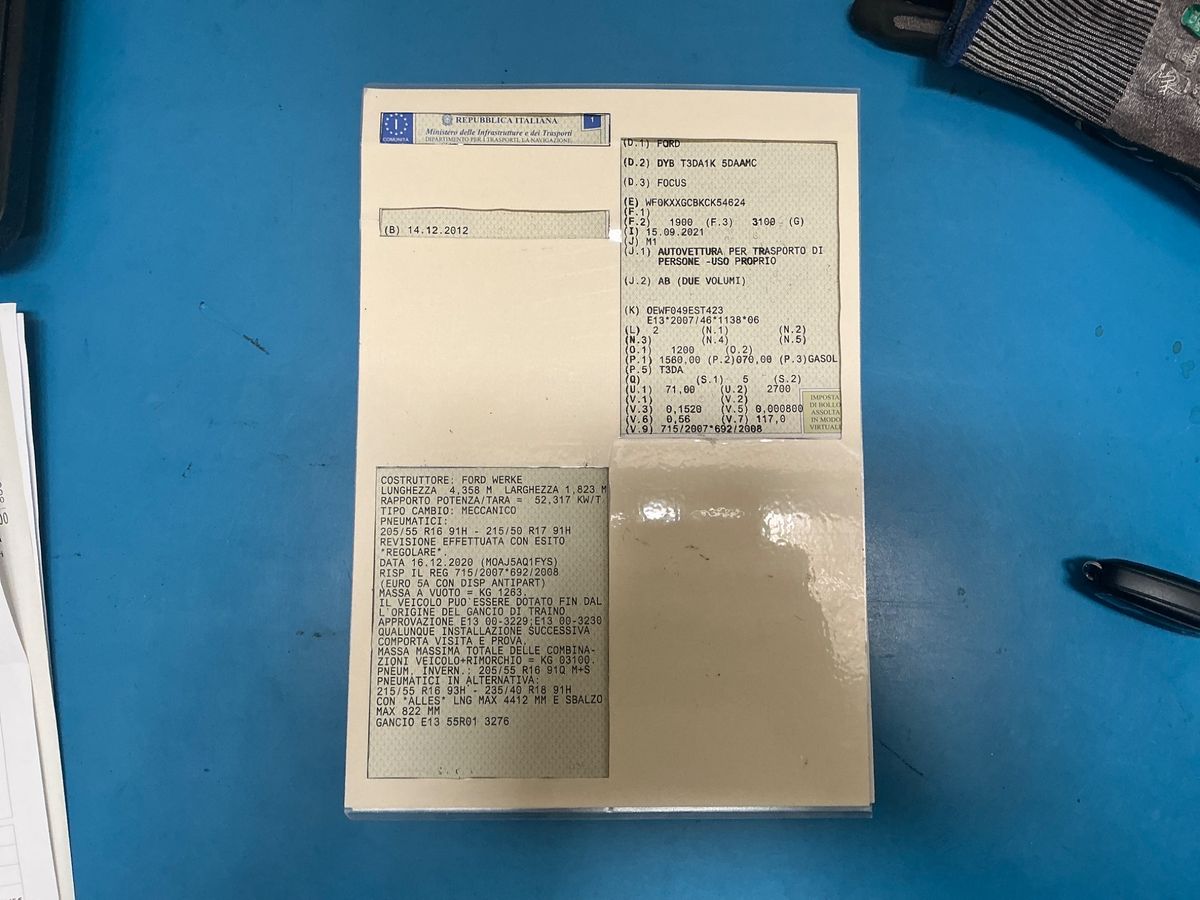 I
COMUNITÀ
REPUBBLICA ITALIANA
Ministero delle Infrastrutture e dei Trasporti
DIPARTIMENTO PER I TRASPORTI, LA NAVIGAZIONE
1
(B) 14.12.2012
(D.1) FORD
(D.2) DYB T3DA1K 5DAAMC
(D.3) FOCUS
(E) WF0KXXGCBKCK54624
(F.1)
(F.2) 1900 (F.3) 3100 (G)
(I) 15.09.2021
(J) M1
(J.1) AUTOVETTURA PER TRASPORTO DI
PERSONE -USO PROPRIO
(J.2) AB (DUE VOLUMI)
(K) OEWF049EST423
E13*2007/46*1138*06
(L) 2 (N.1) (N.2)
(N.3) (N.4) (N.5)
(O.1) 1200 (O.2)
(P.1) 1560,00 (P.2)070,00 (P.3)GASOL
(P.5) T3DA
(Q) (S.1) 5 (S.2)
(U.1) 71,00 (U.2) 2700
(V.1) (V.2)
(V.3) 0,1520 (V.5) 0,000800
(V.6) 0,56 (V.7) 117,0
(V.9) 715/2007*692/2008
IMPOSTA
DI BOLLO
ASSOLTA
IN MODO
VIRTUALE
COSTRUTTORE: FORD WERKE
LUNGHEZZA 4,358 M LARGHEZZA 1,823 M
RAPPORTO POTENZA/TARA = 52,317 KW/T
TIPO CAMBIO: MECCANICO
PNEUMATICI:
205/55 R16 91H - 215/50 R17 91H
REVISIONE EFFETTUATA CON ESITO
*REGOLARE*.
DATA 16.12.2020 (MOAJ5AQ1FYS)
RISP IL REG 715/2007*692/2008
(EURO 5A CON DISP ANTIPART)
MASSA A VUOTO = KG 1263.
IL VEICOLO PUO'ESSERE DOTATO FIN DAL
L'ORIGINE DEL GANCIO DI TRAINO
APPROVAZIONE E13 00-3229;E13 00-3230
QUALUNQUE INSTALLAZIONE SUCCESSIVA
COMPORTA VISITA E PROVA.
MASSA MASSIMA TOTALE DELLE COMBINA-
ZIONI VEICOLO+RIMORCHIO = KG 03100.
PNEUM. INVERN.: 205/55 R16 91Q M+S
PNEUMATICI IN ALTERNATIVA:
215/55 R16 93H - 235/40 R18 91H
CON *ALLES* LNG MAX 4412 MM E SBALZO
MAX 822 MM
GANCIO E13 55R01 3276